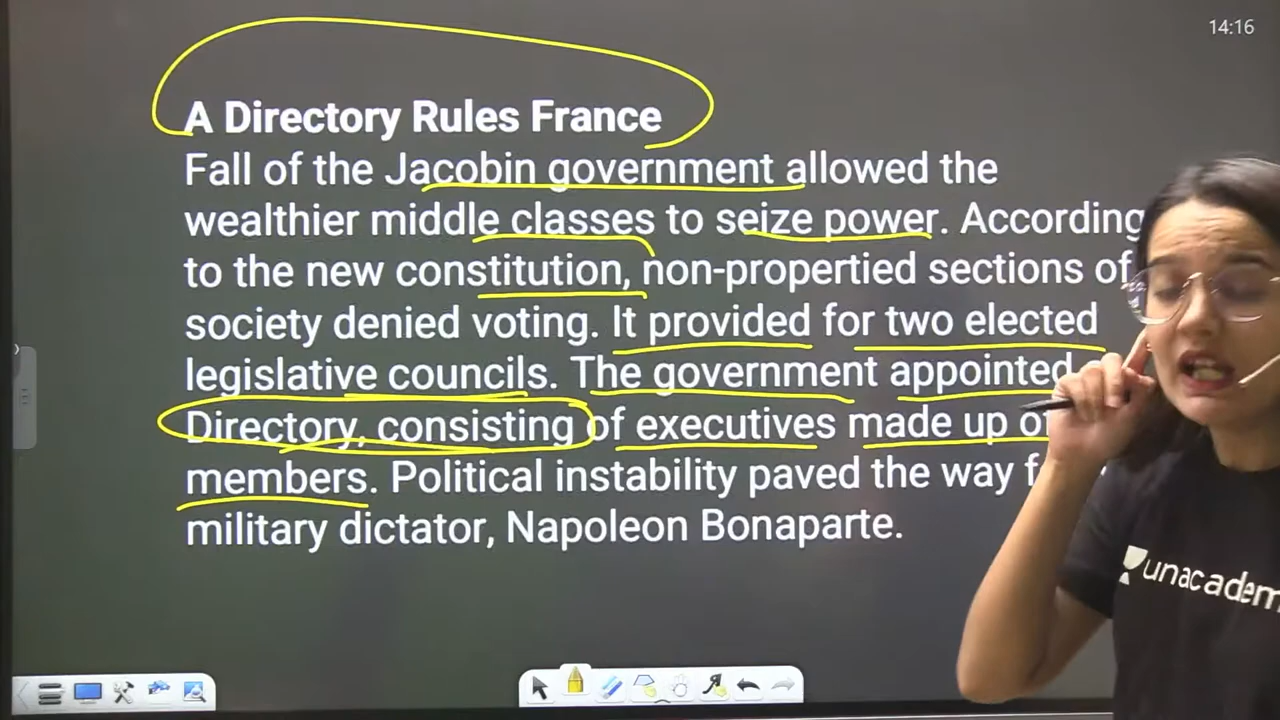 14:16
A Directory Rules France
Fall of the Jacobin government allowed the
wealthier middle classes to seize power. According
to the new constitution, non-propertied sections of
society denied voting. It provided for two elected
legislative councils. The government appointed
Directory, consisting of executives made up of
members. Political instability paved the way
military dictator, Napoleon Bonaparte.
unacadem